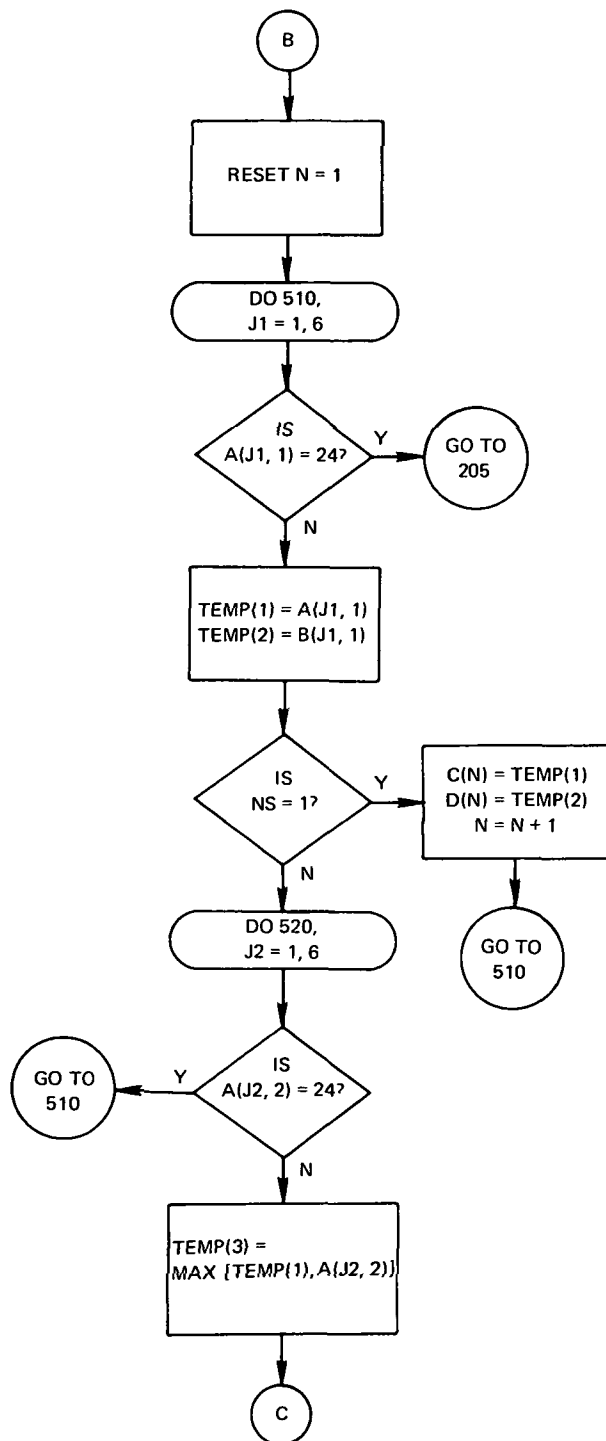 B
RESET N = 1
DO 510,
J1 = 1, 6
IS
A(J1, 1) = 24?
Y
GO TO
205
N
TEMP(1) = A(J1, 1)
TEMP(2) = B(J1, 1)
IS
NS = 1?
Y
C(N) = TEMP(1)
D(N) = TEMP(2)
N = N + 1
N
GO TO
510
DO 520,
J2 = 1, 6
IS
A(J2, 2) = 24?
Y
GO TO
510
N
TEMP(3) =
MAX [TEMP(1), A(J2, 2)]
C